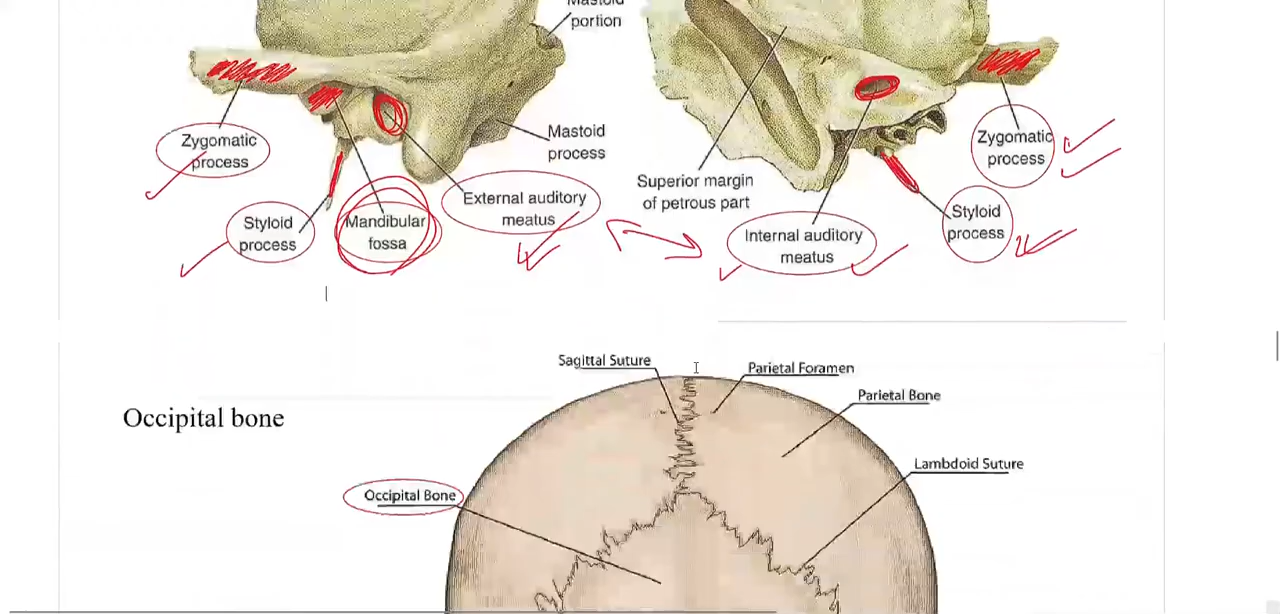 Mastoid
portion
Zygomatic
process
Mastoid
process
Styloid
process
Mandibular
fossa
External auditory
meatus
Superior margin
of petrous part
Internal auditory
meatus
Zygomatic
process
Styloid
process
Occipital bone
Sagittal Suture
Parietal Foramen
Parietal Bone
Lambdoid Suture
Occipital Bone